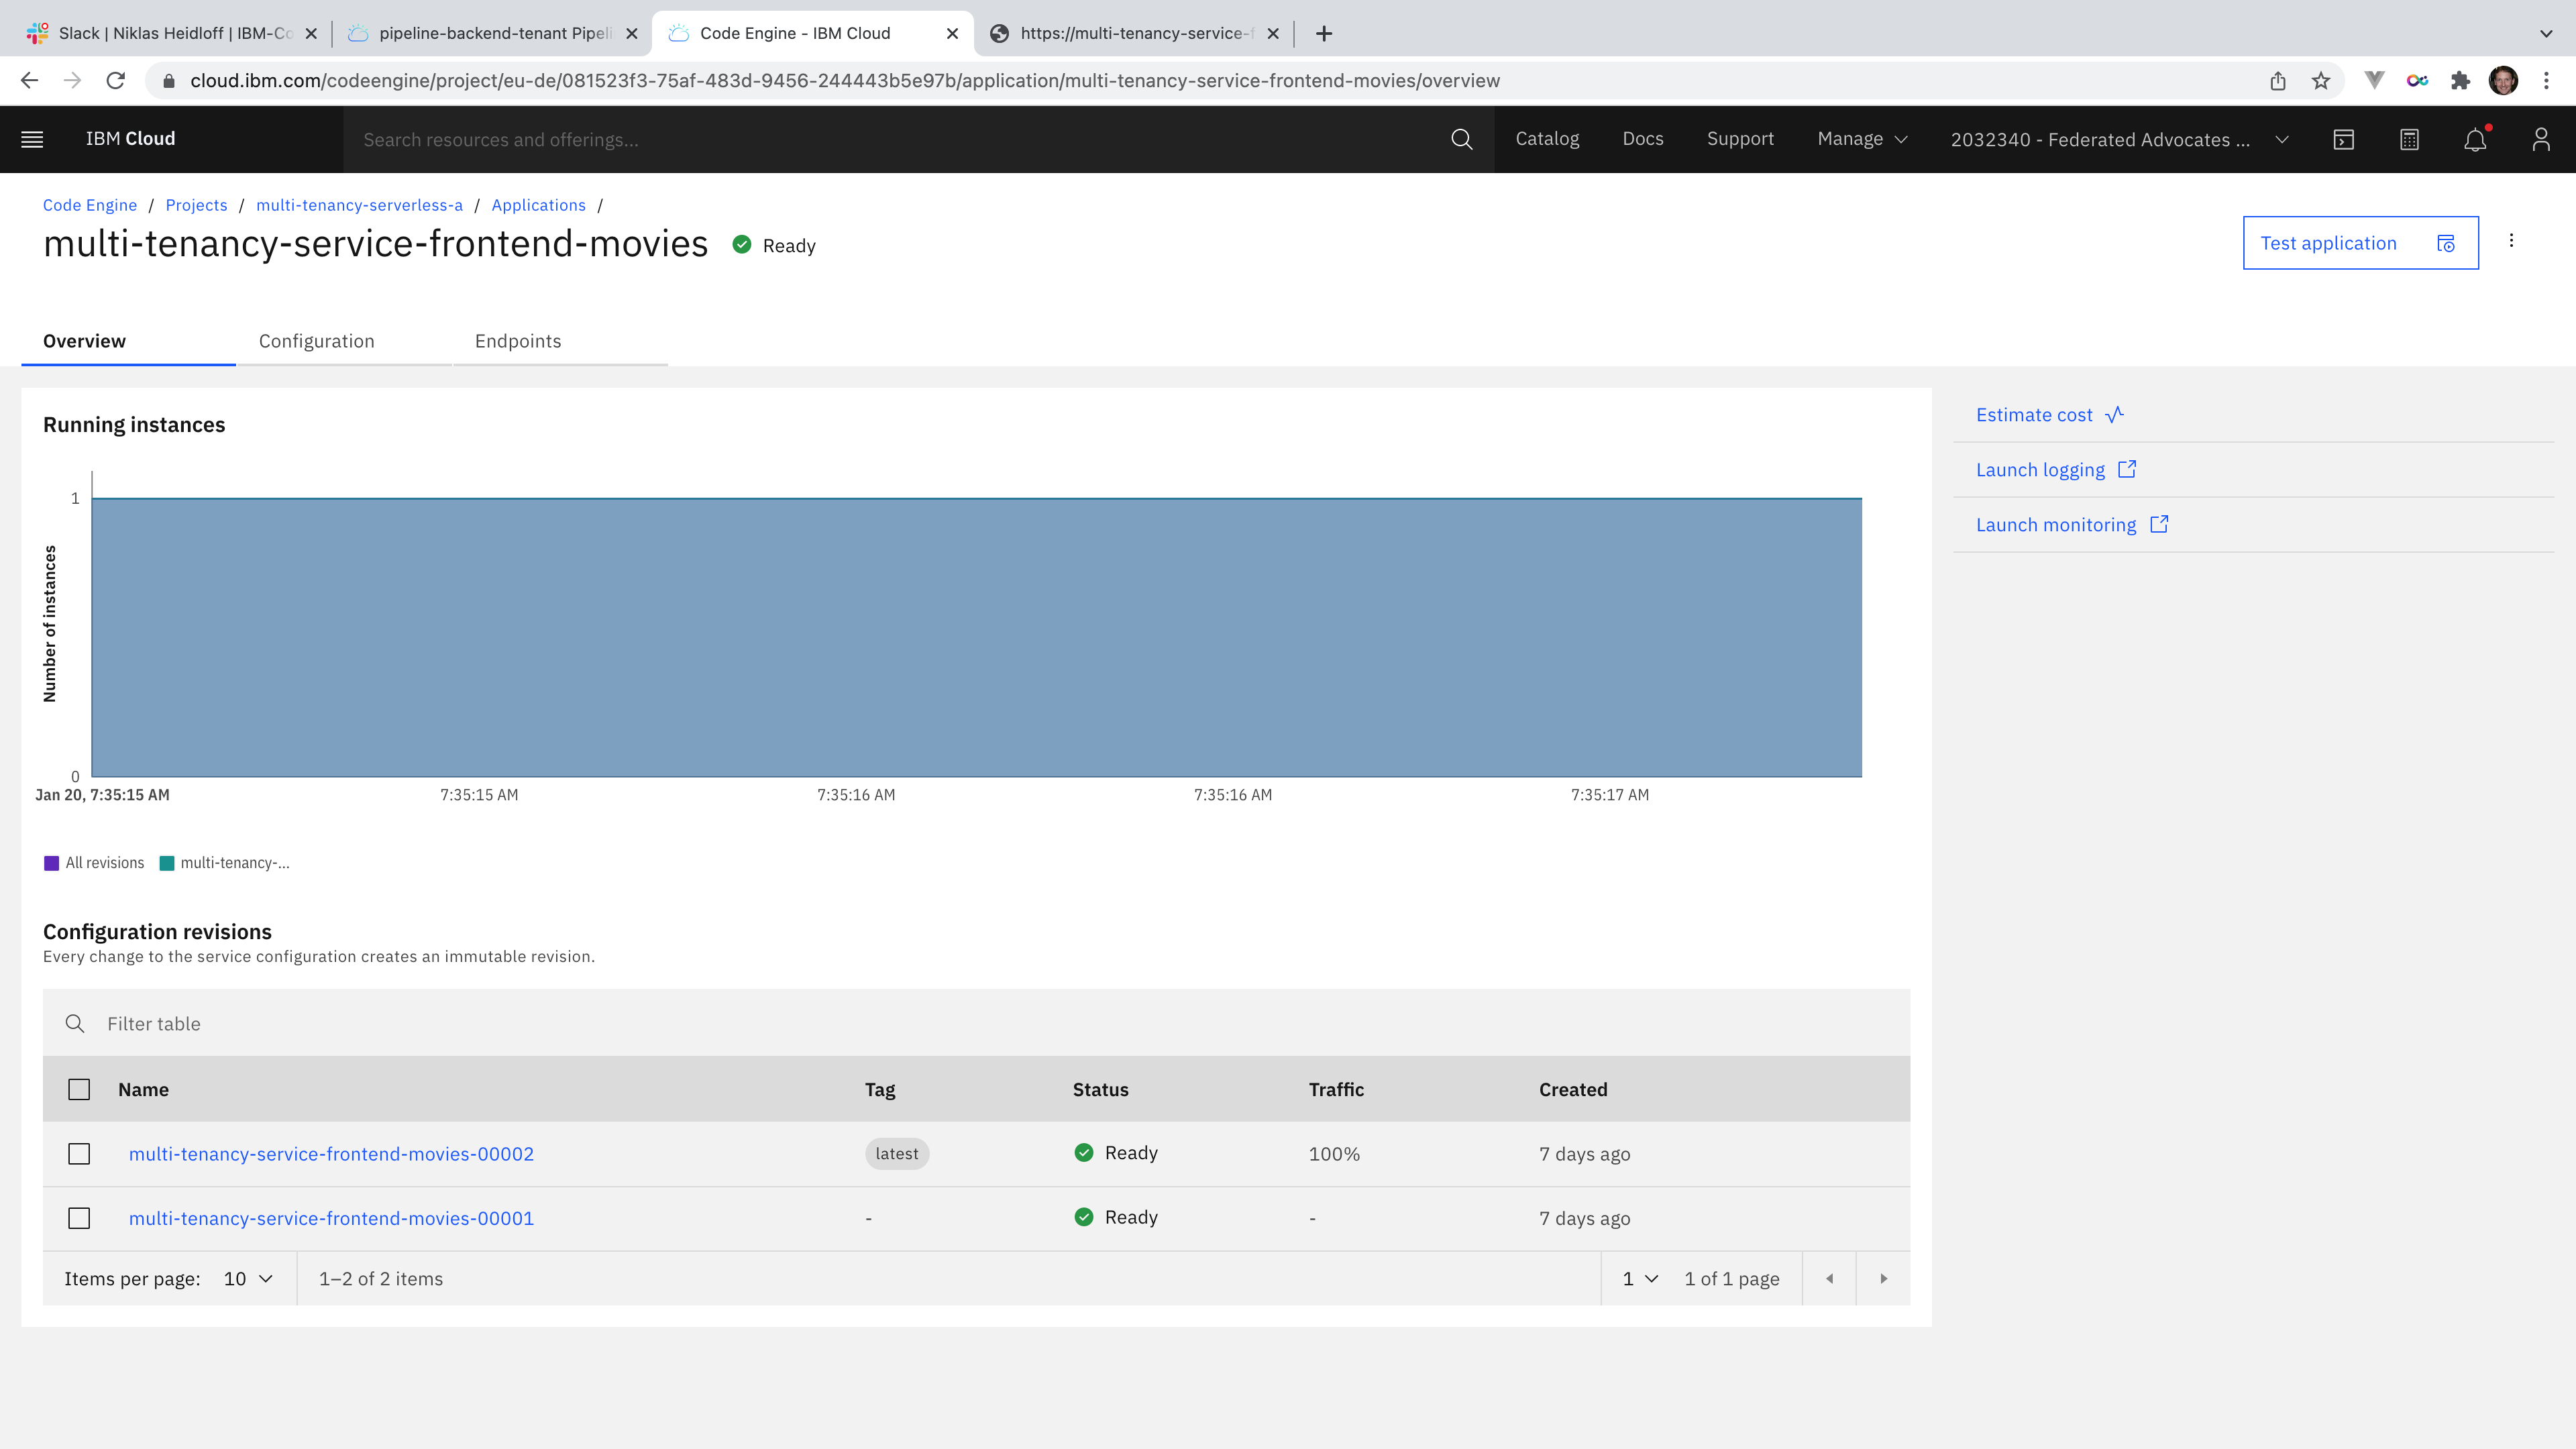 Slack | Niklas Heidloff | IBM-Co
pipeline-backend-tenant Pipeli
Code Engine - IBM Cloud
https://multi-tenancy-service-f
cloud.ibm.com/codeengine/project/eu-de/081523f3-75af-483d-9456-244443b5e97b/application/multi-tenancy-service-frontend-movies/overview
IBM Cloud
Search resources and offerings...
Catalog
Docs
Support
Manage
2032340 - Federated Advocates ...
Code Engine / Projects / multi-tenancy-serverless-a / Applications /
multi-tenancy-service-frontend-movies
Ready
Test application
Overview
Configuration
Endpoints
Running instances
Estimate cost
Launch logging
Launch monitoring
Number of instances
1
0
Jan 20, 7:35:15 AM
7:35:15 AM
7:35:16 AM
7:35:16 AM
7:35:17 AM
All revisions
multi-tenancy-...
Configuration revisions
Every change to the service configuration creates an immutable revision.
Filter table
Name Tag Status Traffic Created
multi-tenancy-service-frontend-movies-00002 latest Ready 100% 7 days ago
multi-tenancy-service-frontend-movies-00001 - Ready - 7 days ago
Items per page: 10
1–2 of 2 items
1
1 of 1 page